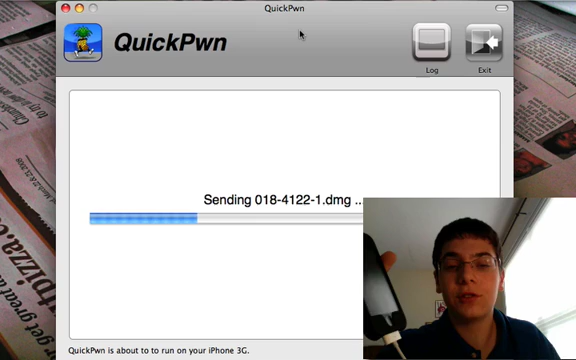 QuickPwn
QuickPwn
Log
Exit
Sending 018-4122-1.dmg ..
QuickPwn is about to to run on your iPhone 3G.